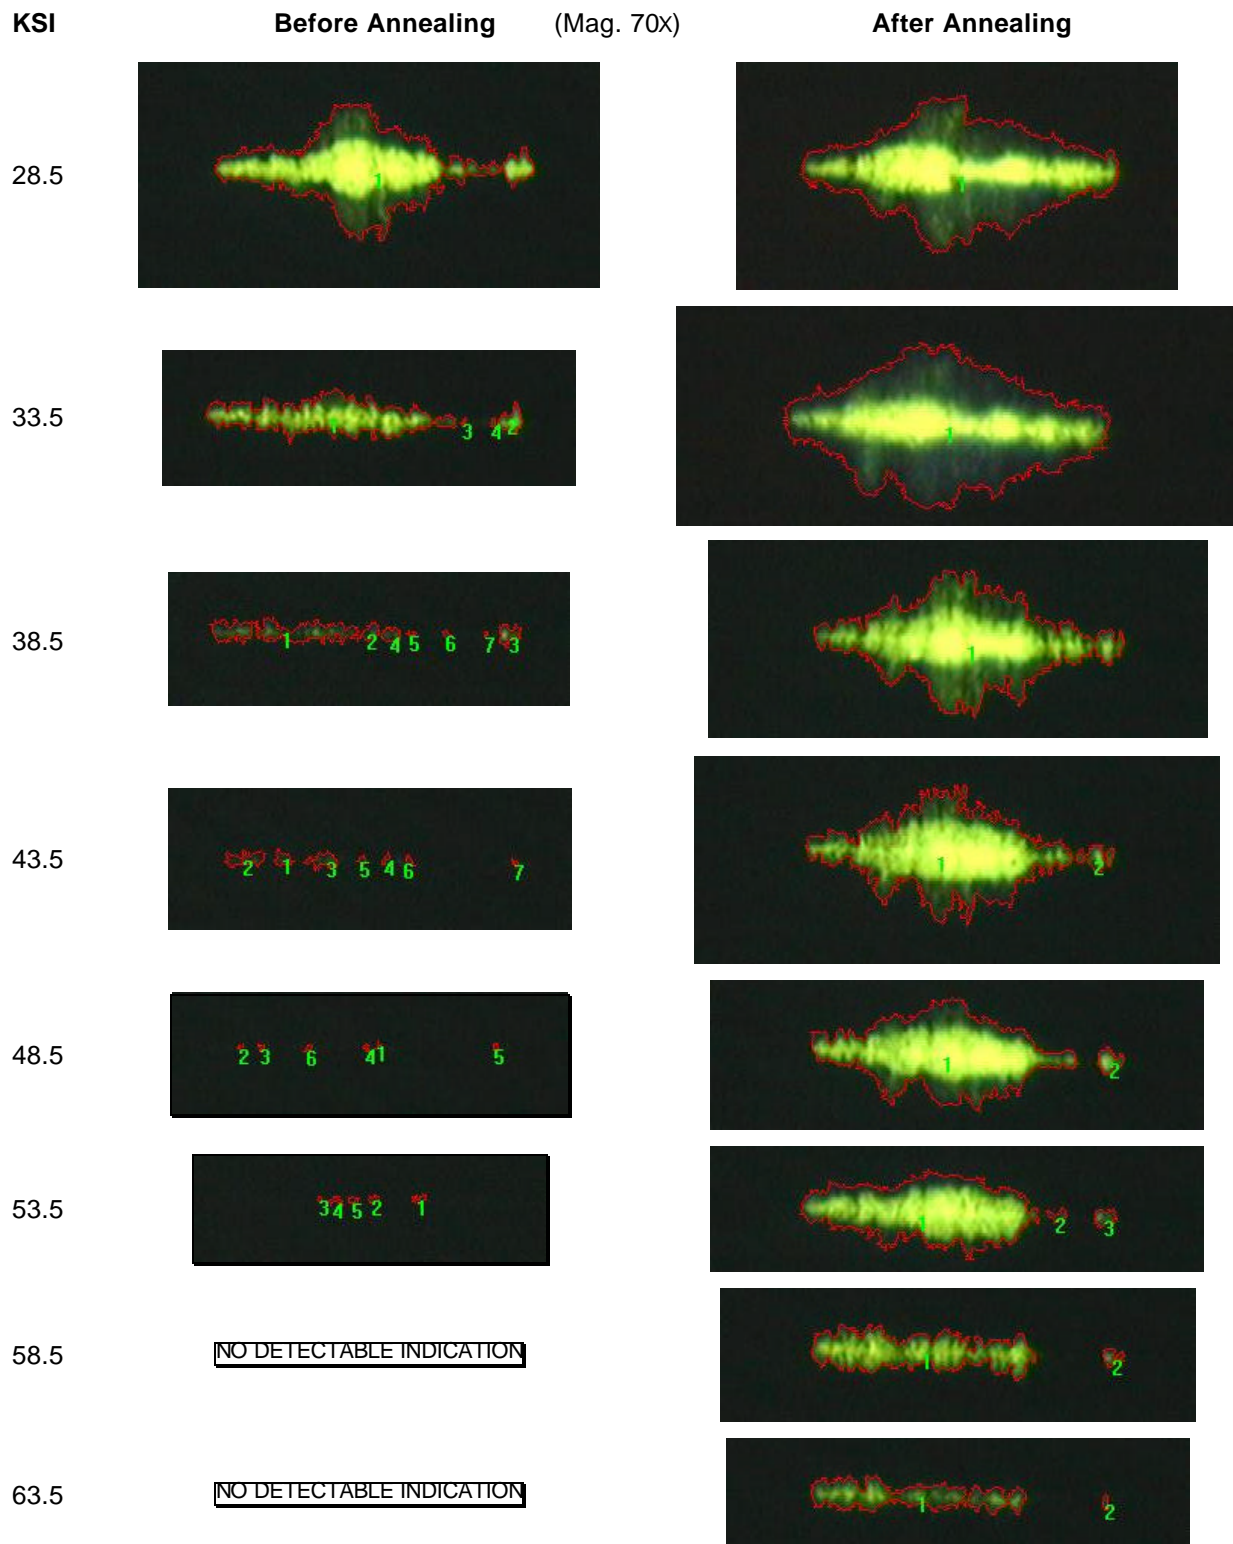 KSI Before Annealing (Mag. 70X) After Annealing
28.5 1 1
33.5 1 3 4 2 1
38.5 1 2 4 5 6 7 3 1
43.5 2 1 3 5 4 6 7 1 2
48.5 2 3 6 4 1 5 1 2
53.5 3 4 5 2 1 1 2 3
58.5 NO DETECTABLE INDICATION 1 2
63.5 NO DETECTABLE INDICATION 1 2